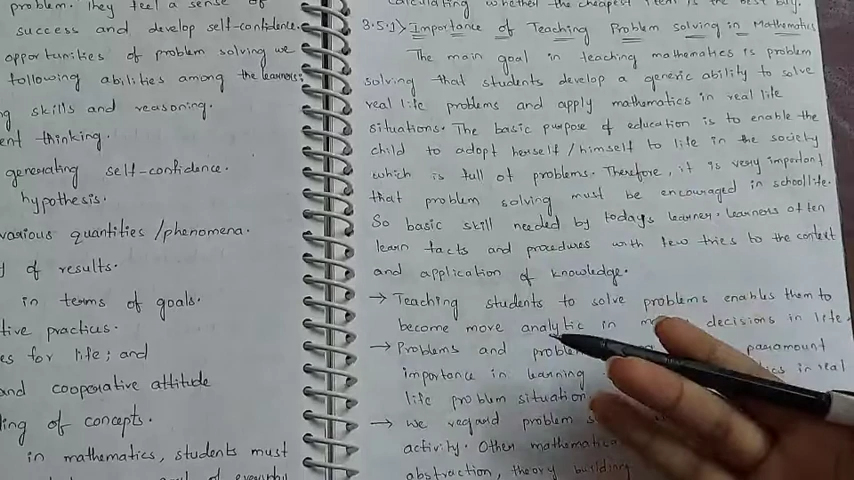 problem. They feel a sense of
success and develop self-confidence.
opportunities of problem solving we
following abilities among the learners:
skills and reasoning.
thinking.
generating self-confidence.
hypothesis.
various quantities /phenomena.
of results.
in terms of goals.
practices.
for life; and
and cooperative attitude
of concepts.
in mathematics, students must
calculating whether the cheapest item is the best buy.
3.5.1) Importance of Teaching Problem solving in Mathematics
The main goal in teaching mathematics is problem
solving that students develop a generic ability to solve
real life problems and apply mathematics in real life
situations. The basic purpose of education is to enable the
child to adopt herself/himself to life in the society
which is full of problems. Therefore, it is very important
that problem solving must be encouraged in school life.
So basic skill needed by todays learner. learners often
learn facts and procedures with few tries to the context
and application of knowledge.
→ Teaching students to solve problems enables them to
become more analytic in decisions in life.
→ Problems and paramount
importance in learning in real
life problem
→ we regard problem
activity. Other
abstraction, theory building